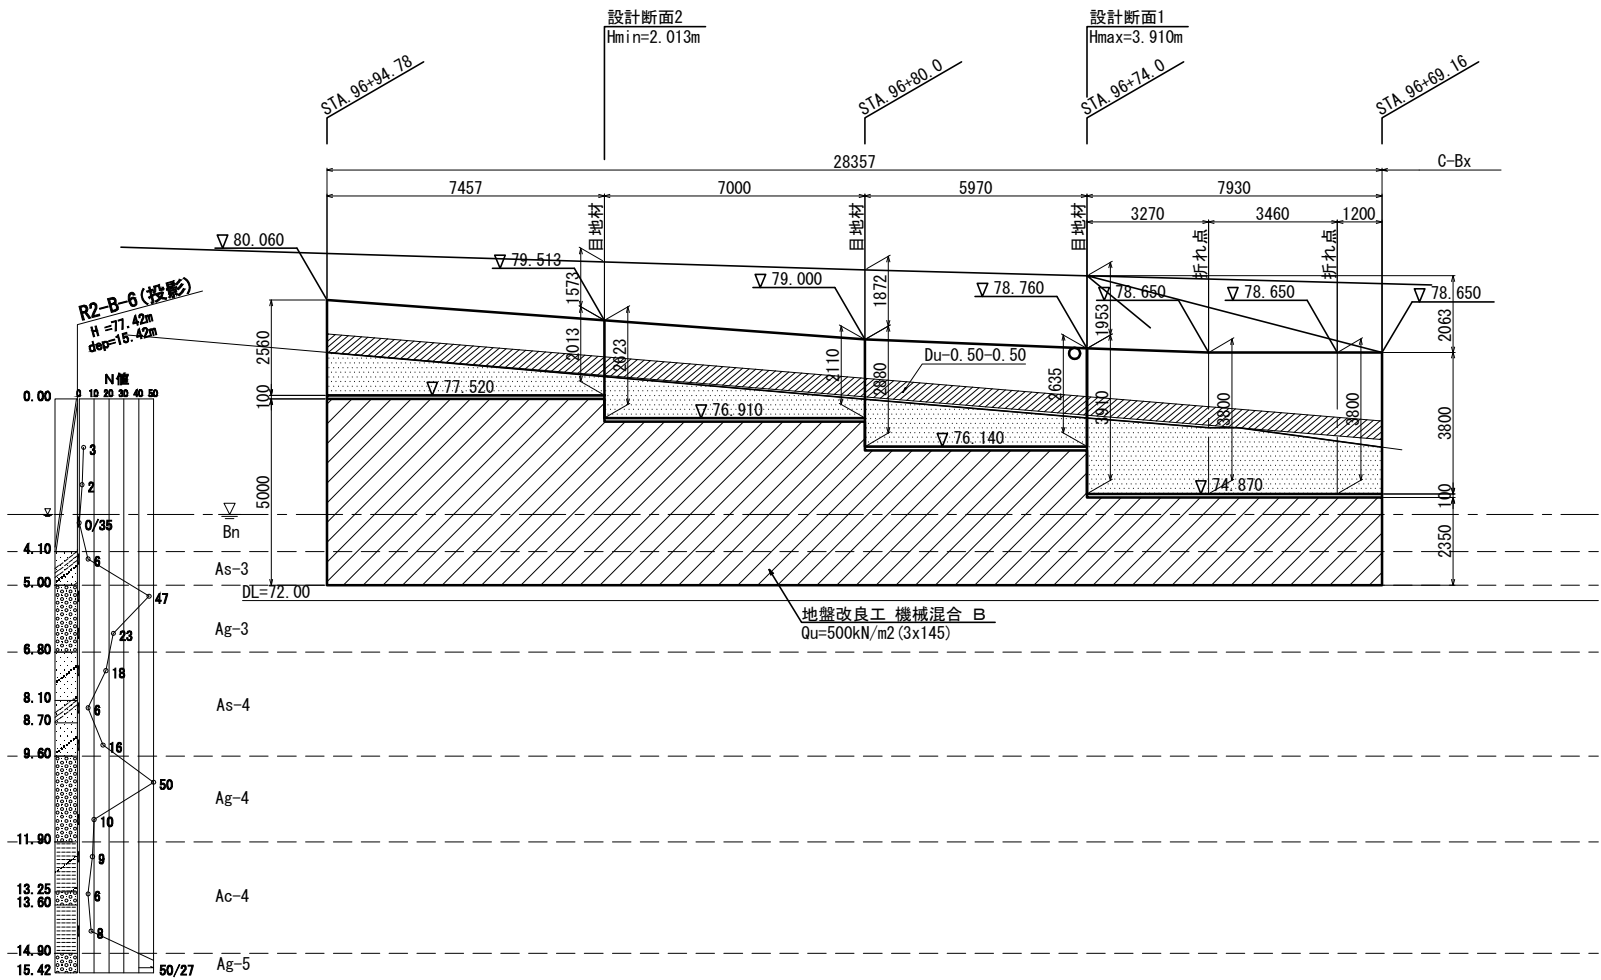 設計断面2
Hmin=2.013m
設計断面1
Hmax=3.910m
STA.96+94.78
STA.96+80.0
STA.96+74.0
STA.96+69.16
28357
C-Bx
7457
7000
5970
7930
目地材
目地材
目地材
3270
3460
1200
折れ点
折れ点
▽ 80.060
▽ 79.513
▽ 79.000
▽ 78.760
▽ 78.650
▽ 78.650
▽ 78.650
1573
1872
1953
2063
R2-B-6(投影)
H =77.42m
dep=15.42m
2560
2013
2623
2110
2880
2635
3910
3800
3800
3800
Du-0.50-0.50
N値
0 10 20 30 40 50
0.00
100
▽ 77.520
▽ 76.910
▽ 76.140
▽ 74.870
100
5000
2350
3
2
0/35
6
47
23
18
6
16
50
10
9
6
8
50/27
4.10
5.00
6.80
8.10
8.70
9.60
11.90
13.25
13.60
14.90
15.42
Bn
As-3
DL=72.00
Ag-3
As-4
Ag-4
Ac-4
Ag-5
地盤改良工 機械混合 B
Qu=500kN/m2(3x145)